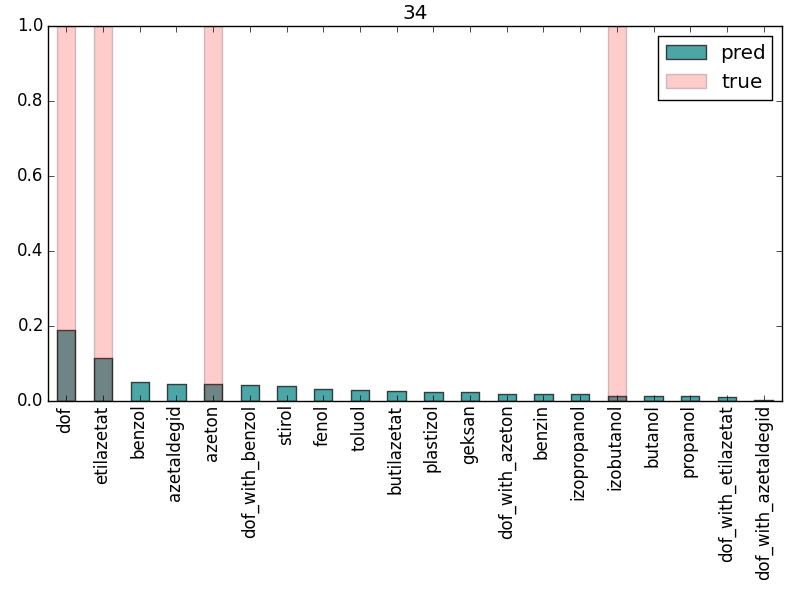 34
1.0
0.8
0.6
0.4
0.2
0.0
pred
true
dof
etilazetat
benzol
azetaldegid
azeton
dof_with_benzol
stirol
fenol
toluol
butilazetat
plastizol
geksan
dof_with_azeton
benzin
izopropanol
izobutanol
butanol
propanol
dof_with_etilazetat
dof_with_azetaldegid